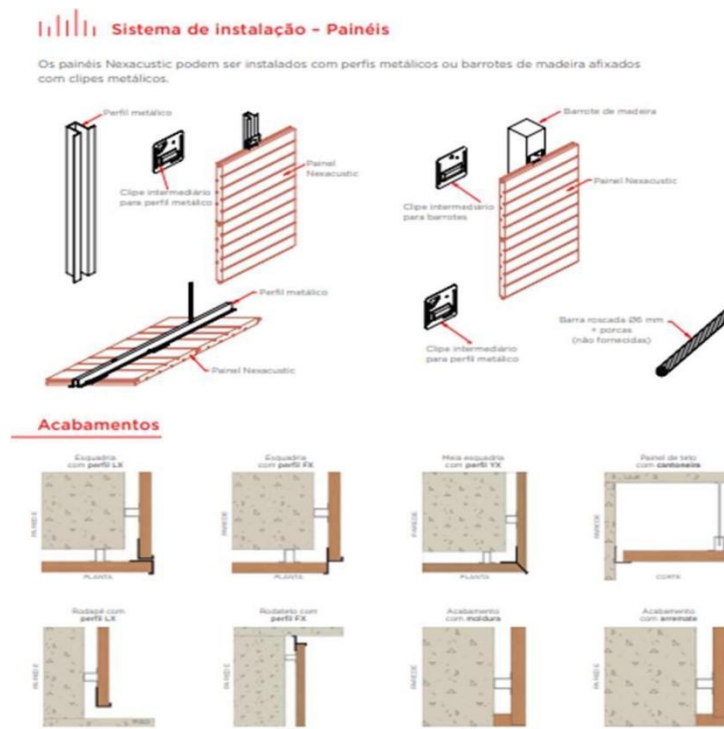 Sistema de instalação – Painéis
Os painéis Nexacustic podem ser instalados com perfis metálicos ou barrotes de madeira afixados
com clipes metálicos.
Perfil metálico
Clipe intermediário
para perfil metálico
Painel
Nexacustic
Barrote de madeira
Clipe intermediário
para barrotes
Painel Nexacustic
Perfil metálico
Painel Nexacustic
Clipe intermediário
para perfil metálico
Barra roscada Ø6 mm
+ porcas
(não fornecidas)
Acabamentos
Esquadria
com perfil LX
PAREDE
PLANTA
Esquadria
com perfil FX
PAREDE
PLANTA
Meia esquadria
com perfil YX
PAREDE
PLANTA
Painel de teto
com cantoneira
PAREDE
CORTE
Rodapé com
perfil LX
PAREDE
PISO
Rodateto com
perfil FX
PAREDE
Acabamento
com moldura
PAREDE
Acabamento
com arremate
PAREDE